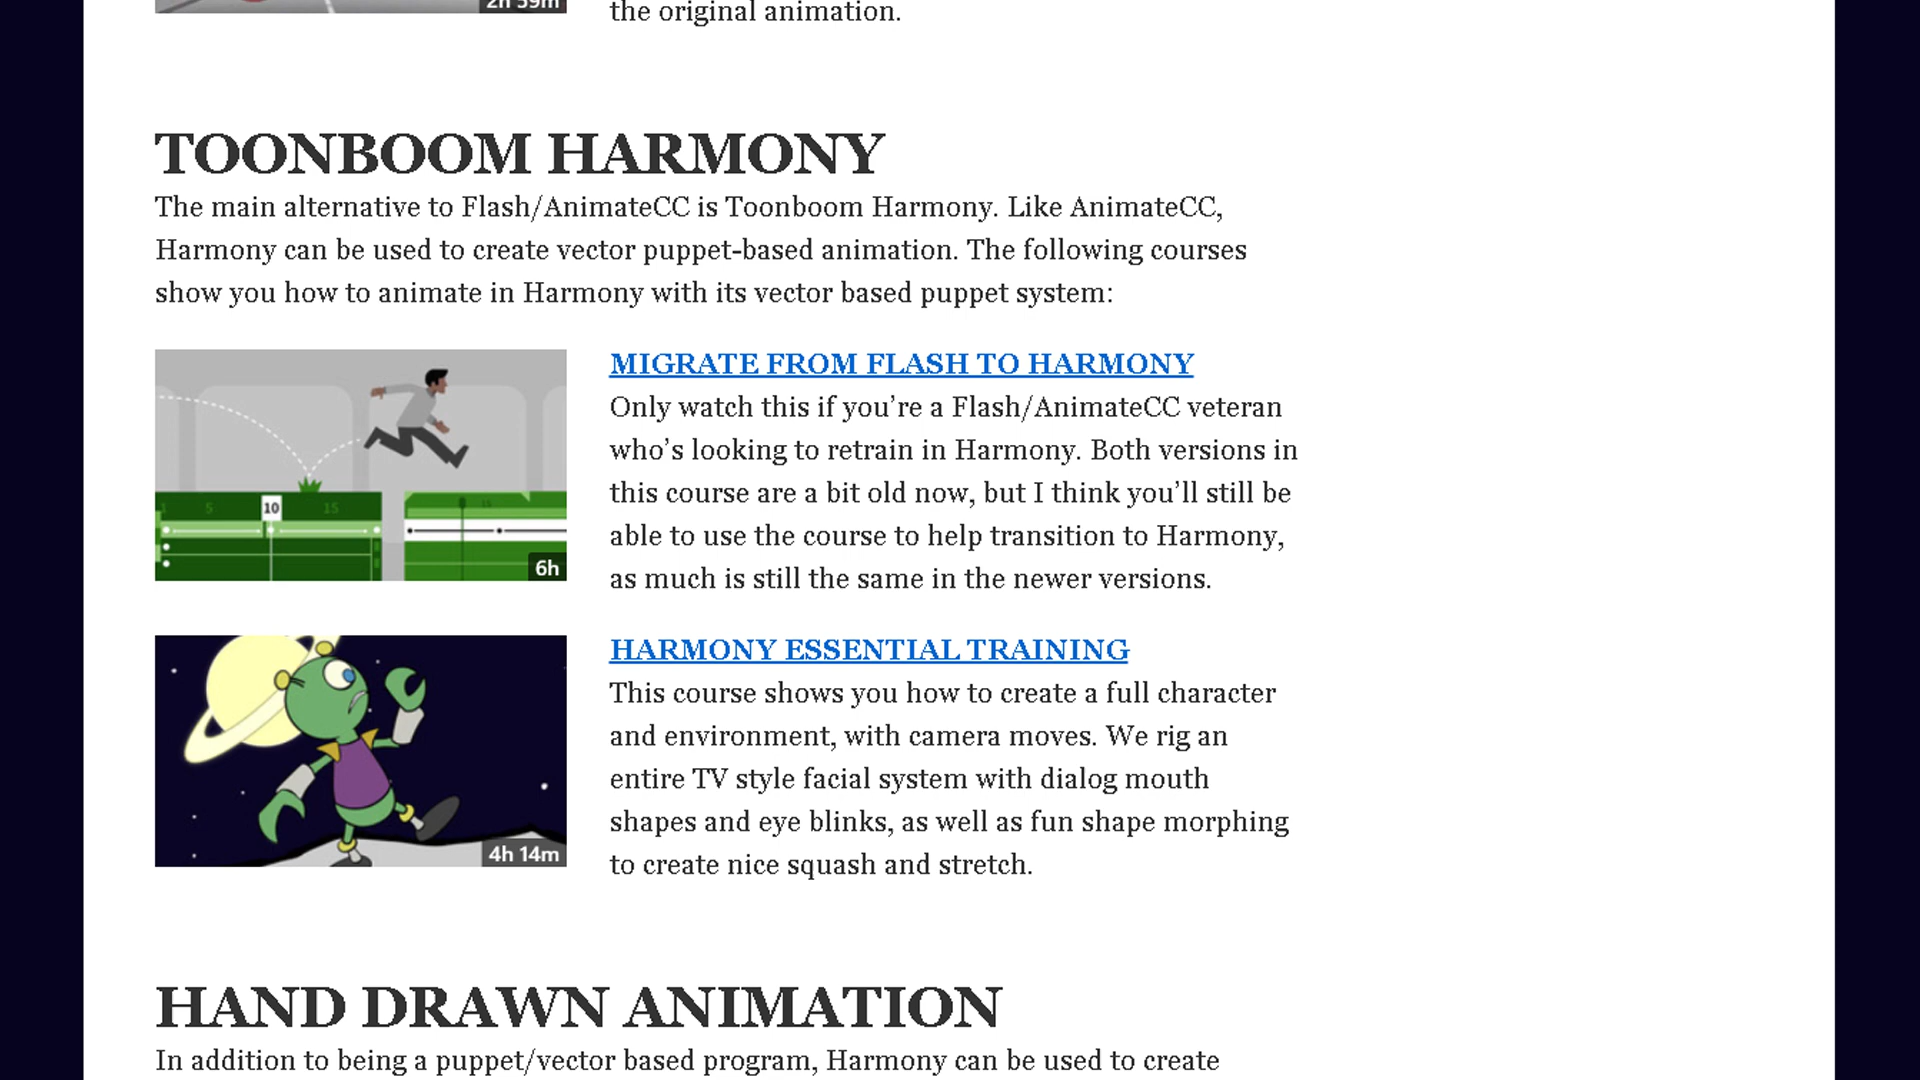 2h 59m
the original animation.
TOONBOOM HARMONY
The main alternative to Flash/AnimateCC is Toonboom Harmony. Like AnimateCC,
Harmony can be used to create vector puppet-based animation. The following courses
show you how to animate in Harmony with its vector based puppet system:
5 10 15
15
6h
MIGRATE FROM FLASH TO HARMONY
Only watch this if you’re a Flash/AnimateCC veteran
who’s looking to retrain in Harmony. Both versions in
this course are a bit old now, but I think you’ll still be
able to use the course to help transition to Harmony,
as much is still the same in the newer versions.
4h 14m
HARMONY ESSENTIAL TRAINING
This course shows you how to create a full character
and environment, with camera moves. We rig an
entire TV style facial system with dialog mouth
shapes and eye blinks, as well as fun shape morphing
to create nice squash and stretch.
HAND DRAWN ANIMATION
In addition to being a puppet/vector based program, Harmony can be used to create